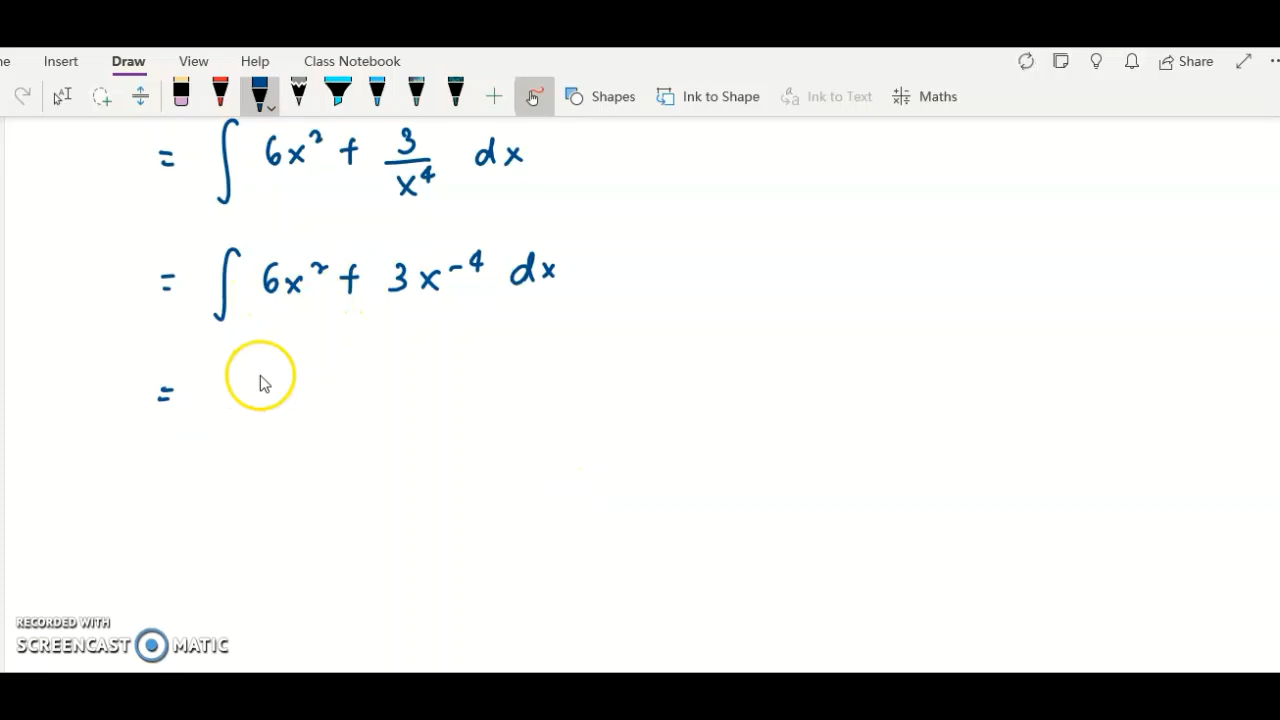 Insert Draw View Help Class Notebook Share
Shapes Ink to Shape Ink to Text Maths
= ∫ 6x² + 3/x⁴ dx
= ∫ 6x² + 3x⁻⁴ dx
=
RECORDED WITH
SCREENCAST MATIC